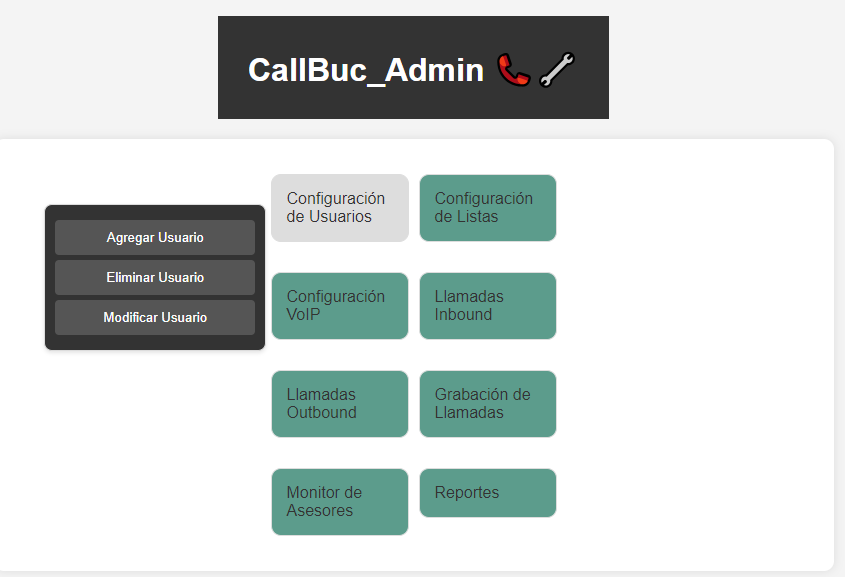 CallBuc_Admin 📞🔧
Agregar Usuario
Eliminar Usuario
Modificar Usuario
Configuración
de Usuarios
Configuración
de Listas
Configuración
VoIP
Llamadas
Inbound
Llamadas
Outbound
Grabación de
Llamadas
Monitor de
Asesores
Reportes